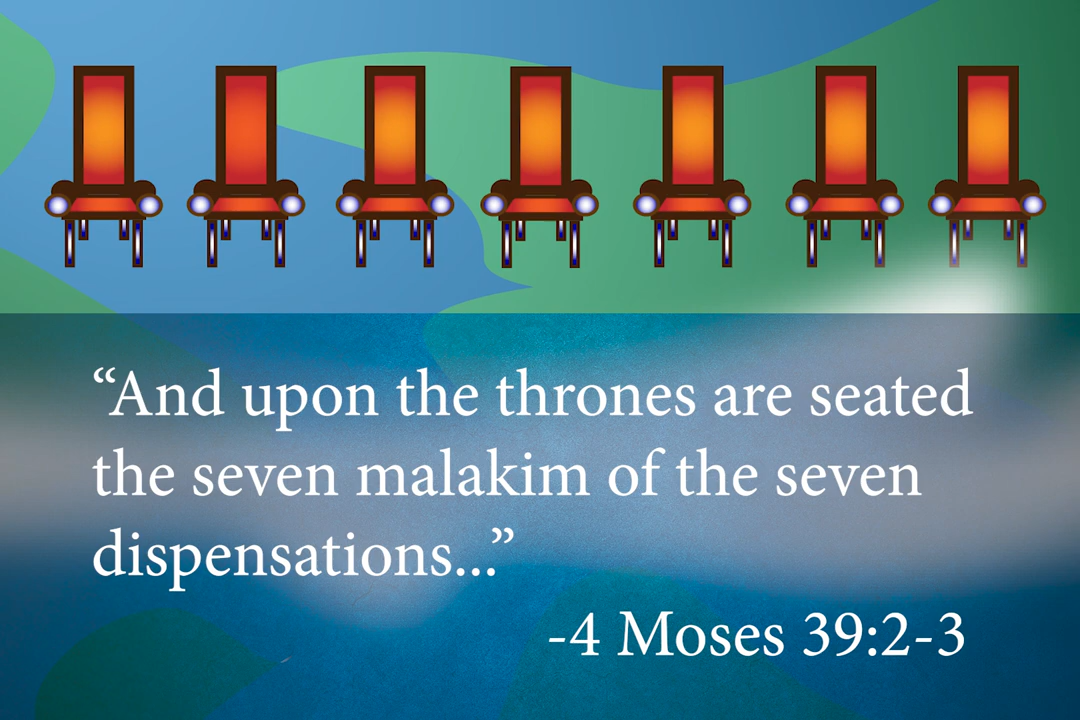 “And upon the thrones are seated
the seven malakim of the seven
dispensations...”
-4 Moses 39:2-3